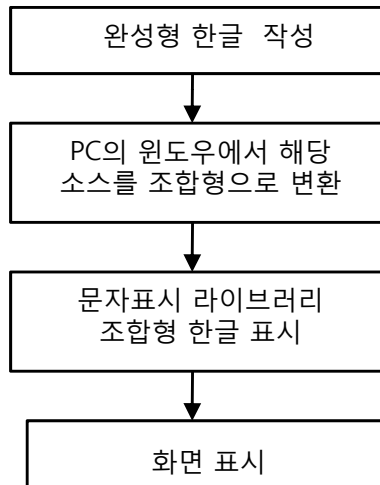 완성형 한글 작성
PC의 윈도우에서 해당
소스를 조합형으로 변환
문자표시 라이브러리
조합형 한글 표시
화면 표시